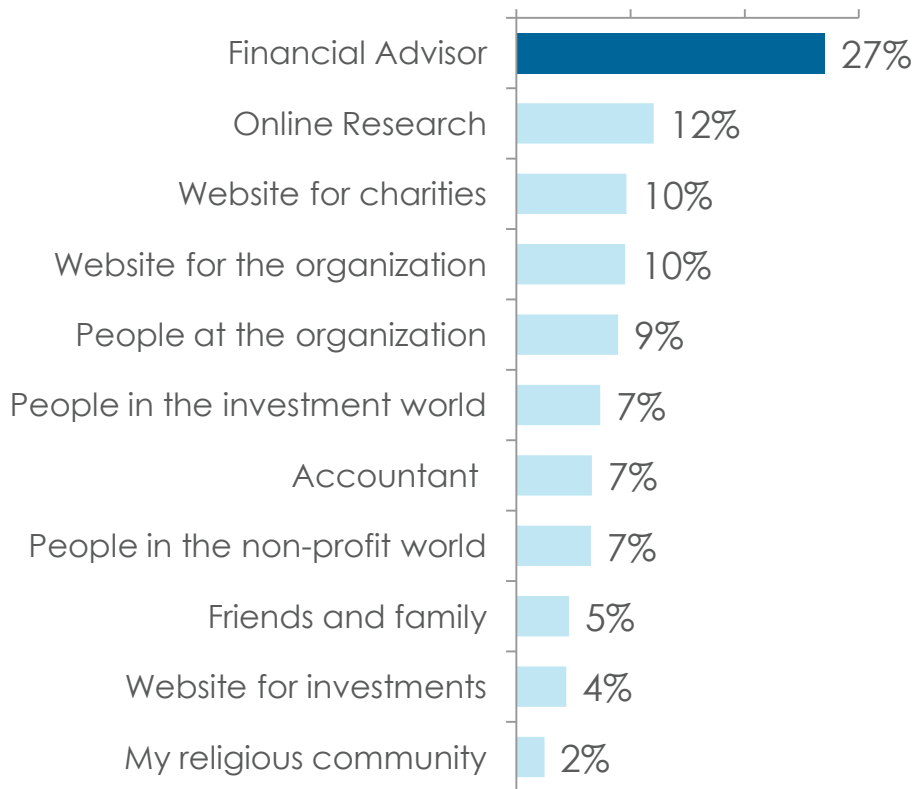 Financial Advisor 27%
Online Research 12%
Website for charities 10%
Website for the organization 10%
People at the organization 9%
People in the investment world 7%
Accountant 7%
People in the non-profit world 7%
Friends and family 5%
Website for investments 4%
My religious community 2%